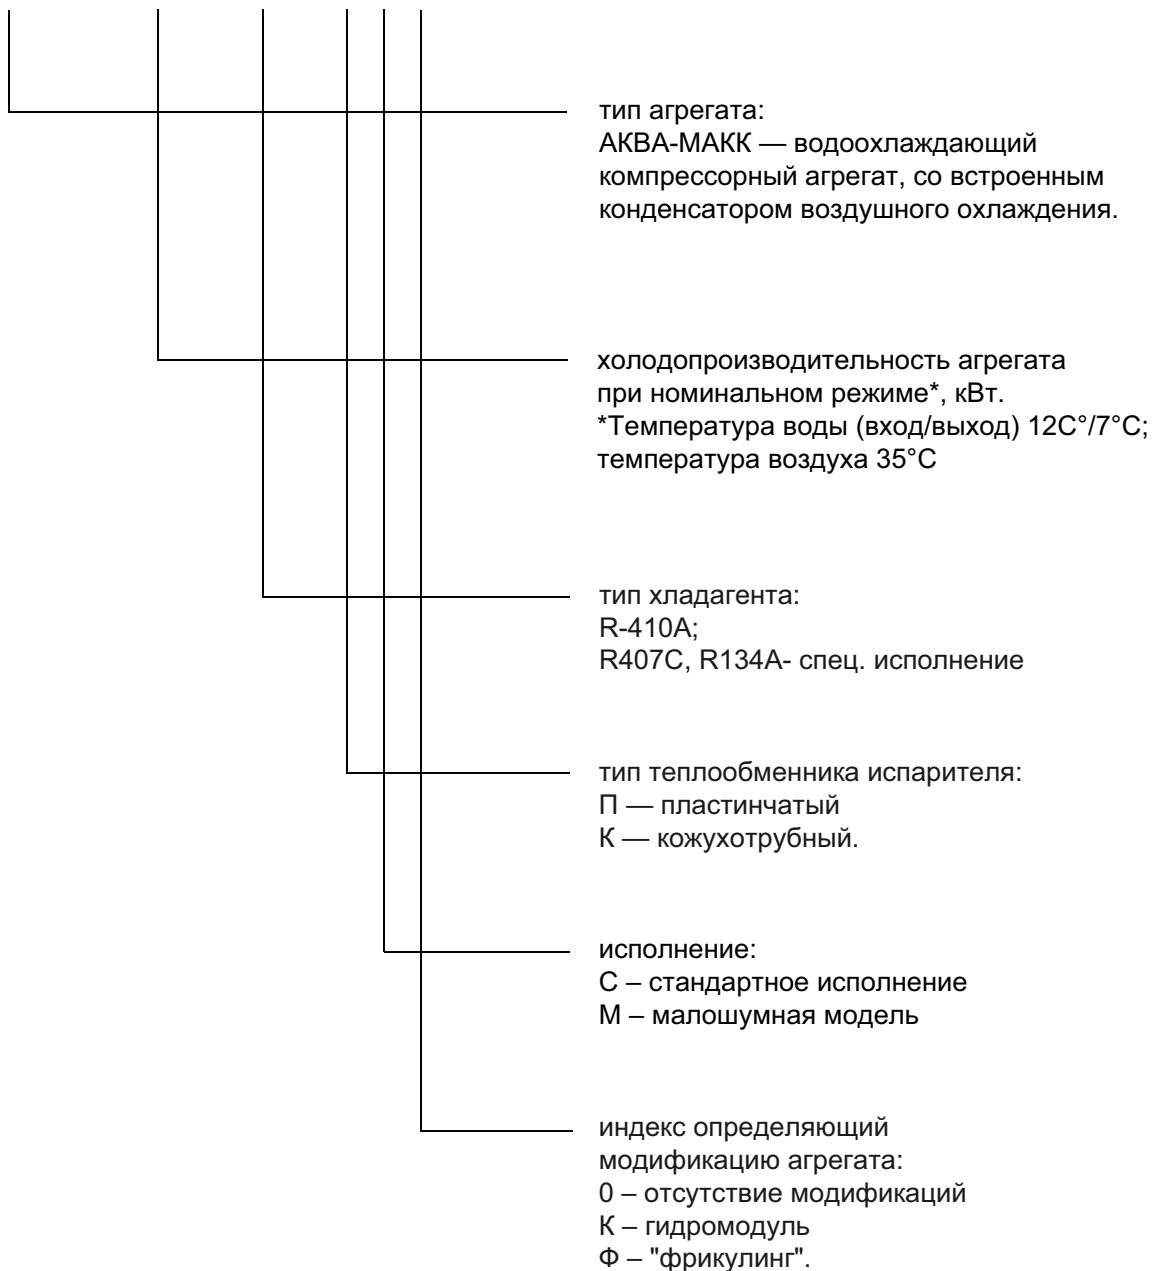 тип агрегата:
АКВА-МАКК — водоохлаждающий
компрессорный агрегат, со встроенным
конденсатором воздушного охлаждения.
холодопроизводительность агрегата
при номинальном режиме*, кВт.
*Температура воды (вход/выход) 12С°/7°С;
температура воздуха 35°С
тип хладагента:
R-410A;
R407C, R134A- спец. исполнение
тип теплообменника испарителя:
П — пластинчатый
К — кожухотрубный.
исполнение:
С – стандартное исполнение
М – малошумная модель
индекс определяющий
модификацию агрегата:
0 – отсутствие модификаций
К – гидромодуль
Ф – "фрикулинг".